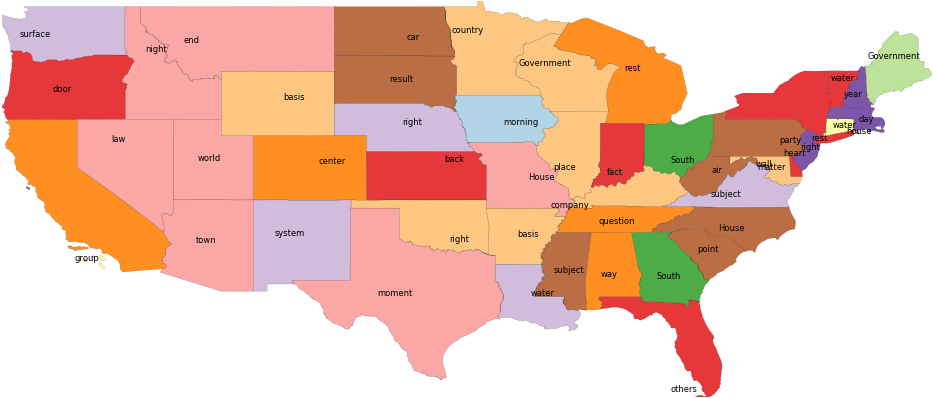 surface
night
end
car
country
Government
rest
Government
door
basis
result
water
year
right
morning
water
day
house
law
world
center
back
House
place
fact
South
party
rest
right
heart
air
wall
matter
subject
company
group
town
system
right
basis
question
House
point
subject
way
South
moment
water
others